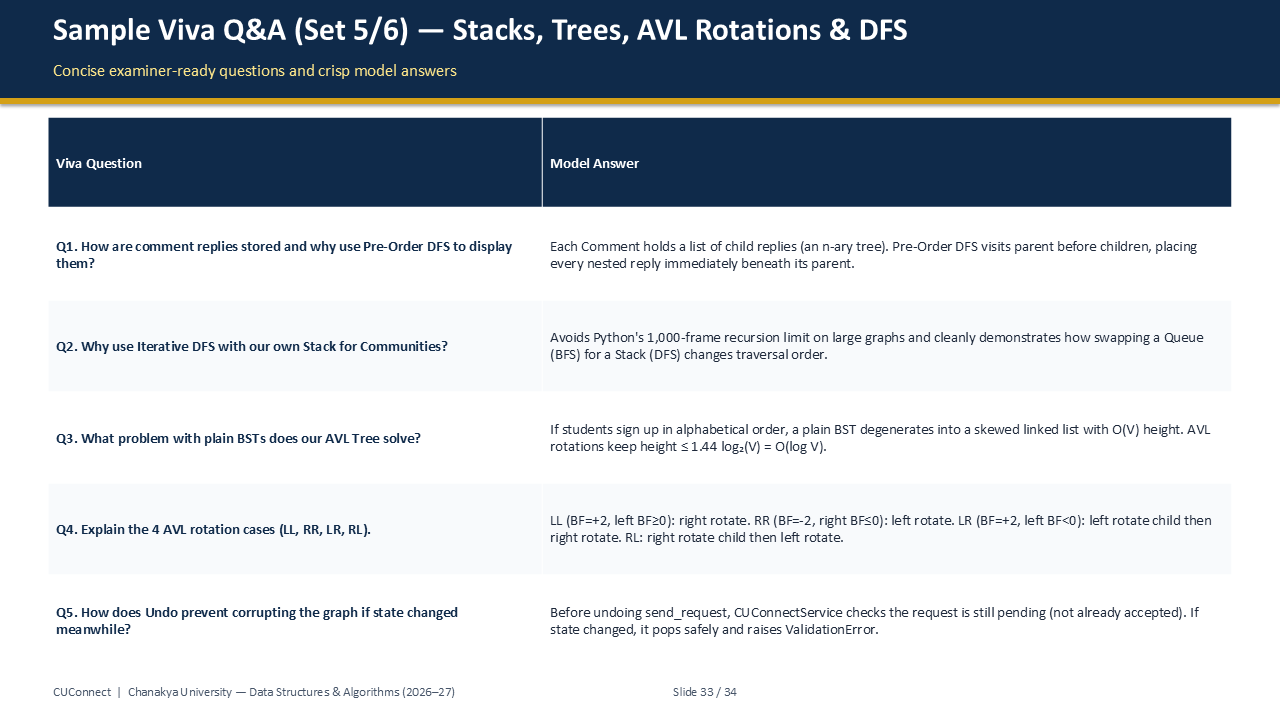 Sample Viva Q&A (Set 5/6) — Stacks, Trees, AVL Rotations & DFS
Concise examiner-ready questions and crisp model answers
Viva Question
Model Answer
Q1. How are comment replies stored and why use Pre-Order DFS to display
them?
Each Comment holds a list of child replies (an n-ary tree). Pre-Order DFS visits parent before children, placing
every nested reply immediately beneath its parent.
Q2. Why use Iterative DFS with our own Stack for Communities?
Avoids Python's 1,000-frame recursion limit on large graphs and cleanly demonstrates how swapping a Queue
(BFS) for a Stack (DFS) changes traversal order.
Q3. What problem with plain BSTs does our AVL Tree solve?
If students sign up in alphabetical order, a plain BST degenerates into a skewed linked list with O(V) height. AVL
rotations keep height ≤ 1.44 log₂(V) = O(log V).
Q4. Explain the 4 AVL rotation cases (LL, RR, LR, RL).
LL (BF=+2, left BF≥0): right rotate. RR (BF=-2, right BF≤0): left rotate. LR (BF=+2, left BF<0): left rotate child then
right rotate. RL: right rotate child then left rotate.
Q5. How does Undo prevent corrupting the graph if state changed
meanwhile?
Before undoing send_request, CUConnectService checks the request is still pending (not already accepted). If
state changed, it pops safely and raises ValidationError.
CUConnect | Chanakya University — Data Structures & Algorithms (2026–27)
Slide 33 / 34